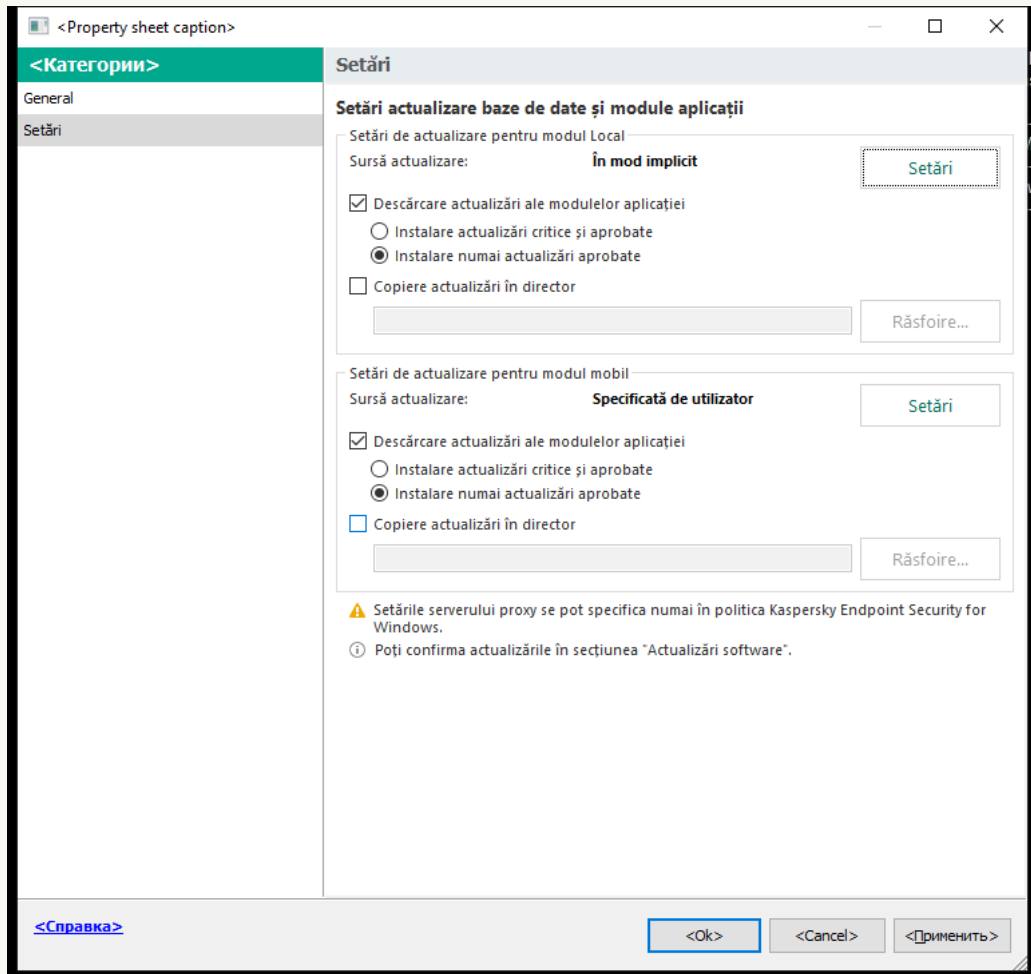 <Property sheet caption>
<Категории>
General
Setări
Setări
Setări actualizare baze de date și module aplicații
Setări de actualizare pentru modul Local
Sursă actualizare: În mod implicit Setări
Descărcare actualizări ale modulelor aplicației
Instalare actualizări critice și aprobate
Instalare numai actualizări aprobate
Copiere actualizări în director
Răsfoire...
Setări de actualizare pentru modul mobil
Sursă actualizare: Specificată de utilizator Setări
Descărcare actualizări ale modulelor aplicației
Instalare actualizări critice și aprobate
Instalare numai actualizări aprobate
Copiere actualizări în director
Răsfoire...
Setările serverului proxy se pot specifica numai în politica Kaspersky Endpoint Security for
Windows.
Poți confirma actualizările în secțiunea "Actualizări software".
<Справка>
<Ok> <Cancel> <Применить>